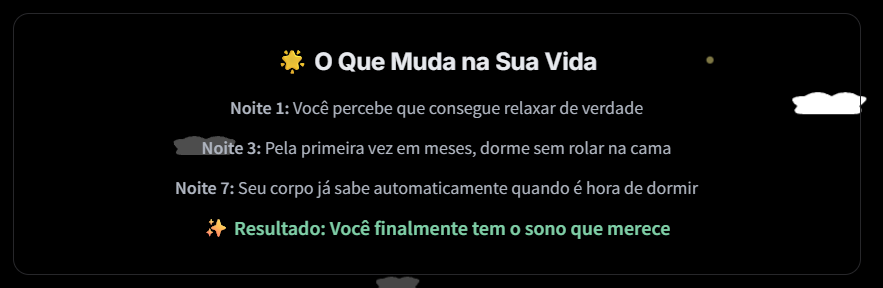 🌟 O Que Muda na Sua Vida
Noite 1: Você percebe que consegue relaxar de verdade
Noite 3: Pela primeira vez em meses, dorme sem rolar na cama
Noite 7: Seu corpo já sabe automaticamente quando é hora de dormir
✨ Resultado: Você finalmente tem o sono que merece